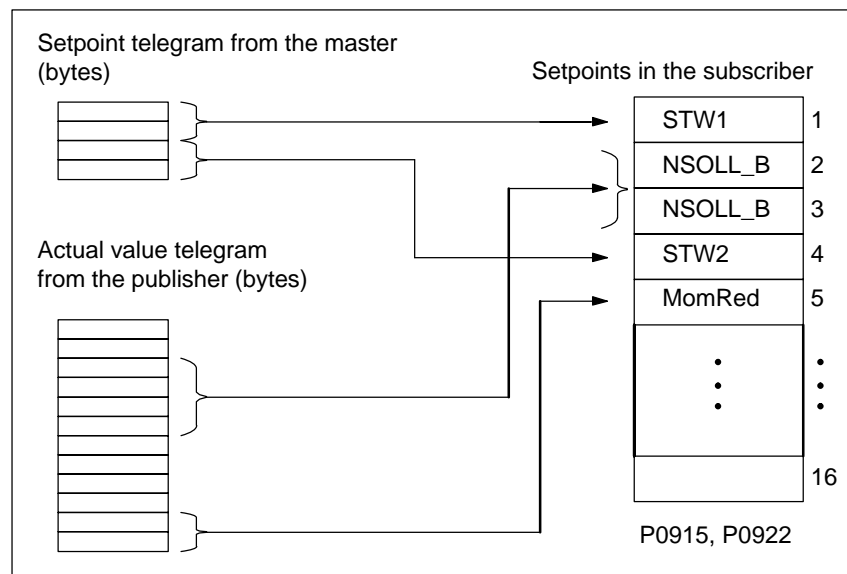 Setpoint telegram from the master
(bytes)
Setpoints in the subscriber
STW1 1
NSOLL_B 2
NSOLL_B 3
STW2 4
MomRed 5
16
Actual value telegram
from the publisher (bytes)
P0915, P0922